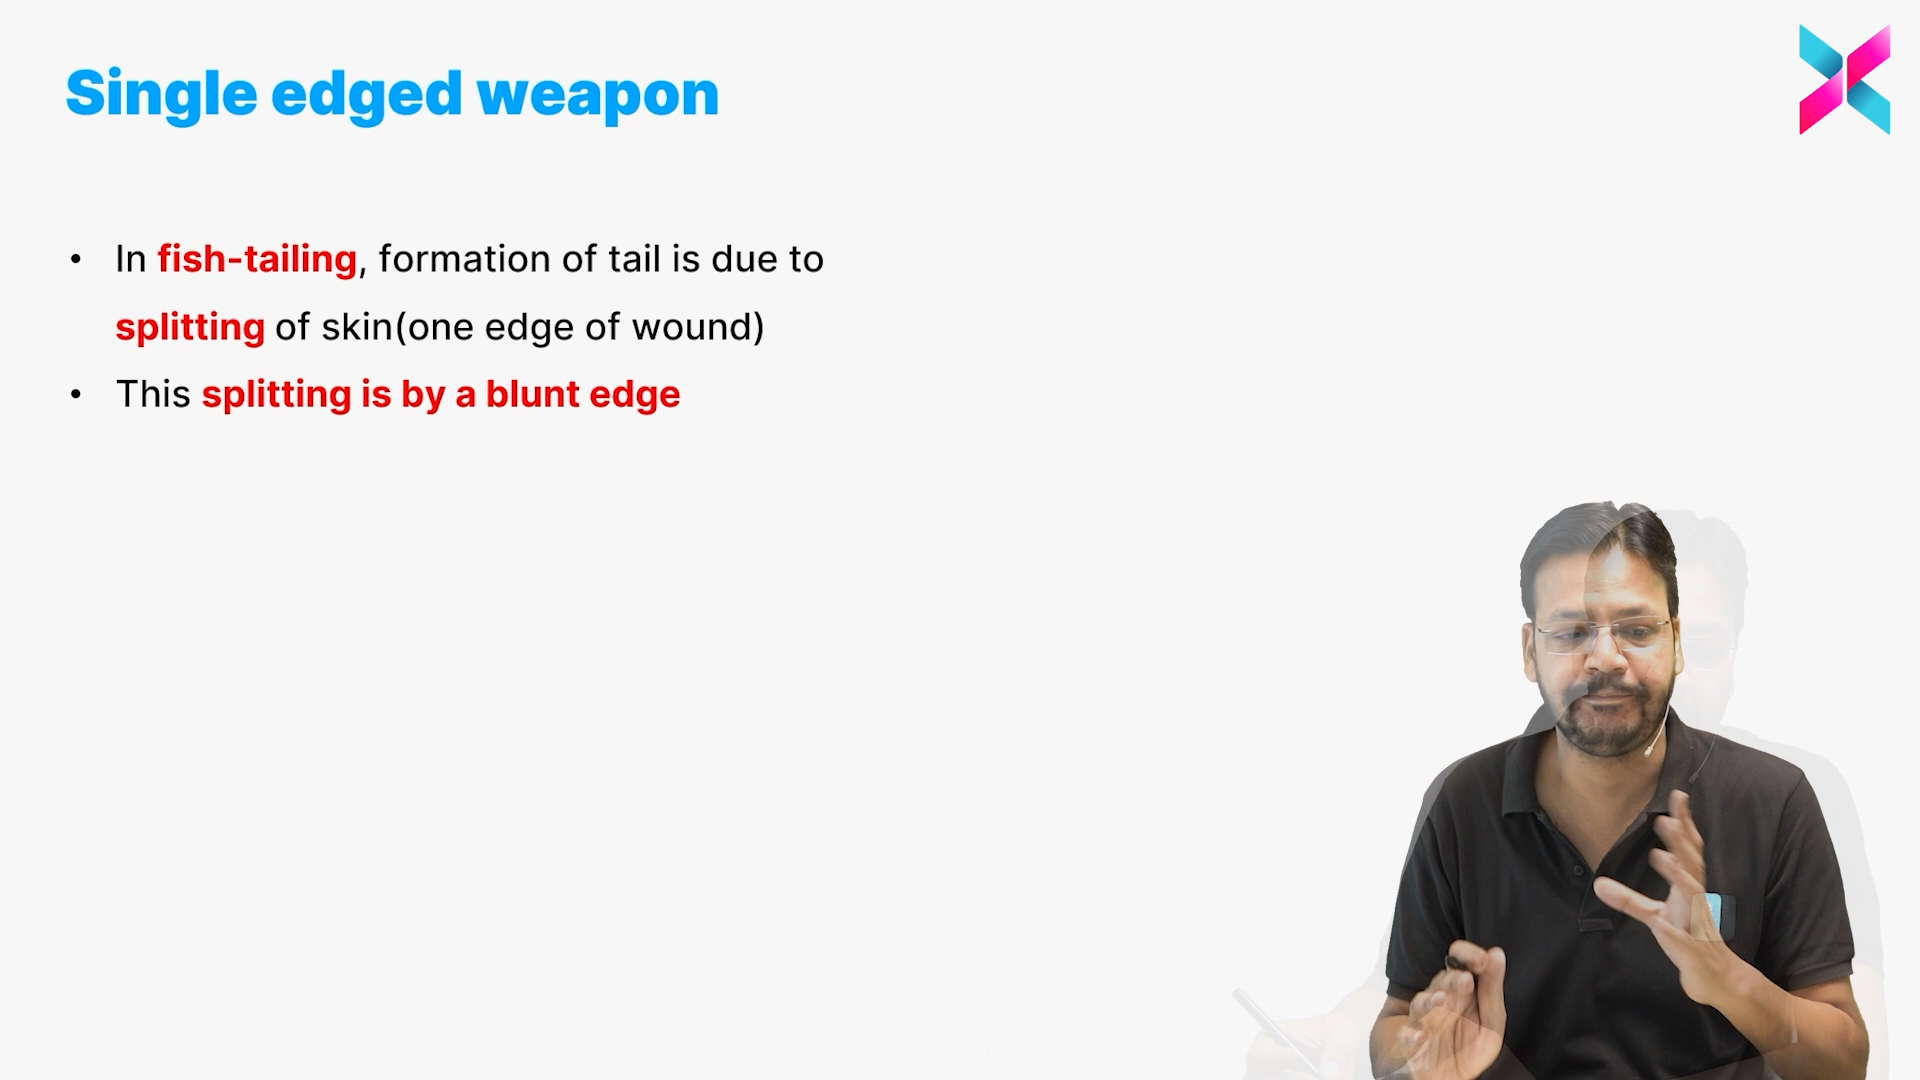 Single edged weapon
• In fish-tailing, formation of tail is due to
splitting of skin(one edge of wound)
• This splitting is by a blunt edge